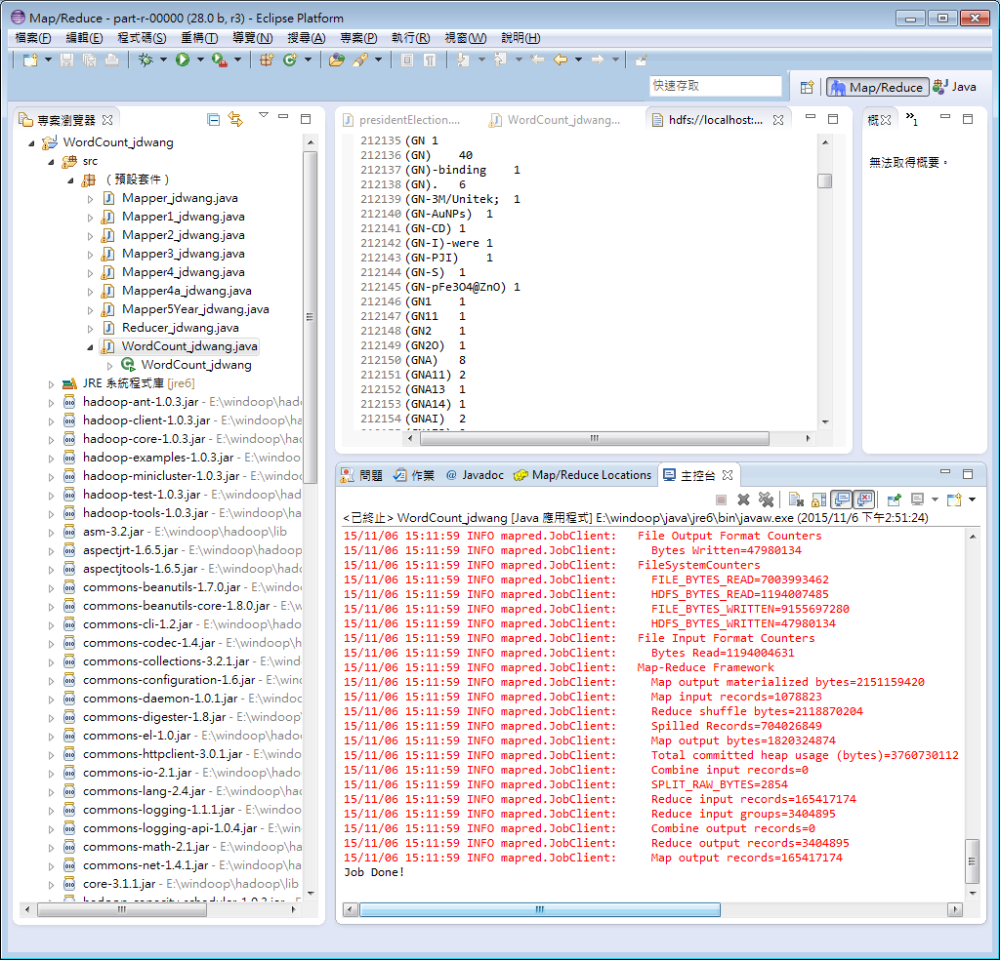 Map/Reduce - part-r-00000 (28.0 b, r3) - Eclipse Platform
檔案(F) 編輯(E) 程式碼(S) 重構(T) 導覽(N) 搜尋(A) 專案(P) 執行(R) 視窗(W) 說明(H)
快速存取
Map/Reduce Java
專案瀏覽器
WordCount_jdwang
src
(預設套件)
Mapper_jdwang.java
Mapper1_jdwang.java
Mapper2_jdwang.java
Mapper3_jdwang.java
Mapper4_jdwang.java
Mapper4a_jdwang.java
Mapper5Year_jdwang.java
Reducer_jdwang.java
WordCount_jdwang.java
WordCount_jdwang
JRE 系統程式庫 [jre6]
hadoop-ant-1.0.3.jar - E:\windoop\hado
hadoop-client-1.0.3.jar - E:\windoop\ha
hadoop-core-1.0.3.jar - E:\windoop\had
hadoop-examples-1.0.3.jar - E:\windoo
hadoop-minicluster-1.0.3.jar - E:\windo
hadoop-test-1.0.3.jar - E:\windoop\had
hadoop-tools-1.0.3.jar - E:\windoop\had
asm-3.2.jar - E:\windoop\hadoop\lib
aspectjrt-1.6.5.jar - E:\windoop\hadoo
aspectjtools-1.6.5.jar - E:\windoop\had
commons-beanutils-1.7.0.jar - E:\windo
commons-beanutils-core-1.8.0.jar - E:\
commons-cli-1.2.jar - E:\windoop\hado
commons-codec-1.4.jar - E:\windoop\h
commons-collections-3.2.1.jar - E:\win
commons-configuration-1.6.jar - E:\win
commons-daemon-1.0.1.jar - E:\windo
commons-digester-1.8.jar - E:\windoop
commons-el-1.0.jar - E:\windoop\hadoo
commons-httpclient-3.0.1.jar - E:\windo
commons-io-2.1.jar - E:\windoop\hado
commons-lang-2.4.jar - E:\windoop\ha
commons-logging-1.1.1.jar - E:\windoo
commons-logging-api-1.0.4.jar - E:\win
commons-math-2.1.jar - E:\windoop\h
commons-net-1.4.1.jar - E:\windoop\ha
core-3.1.1.jar - E:\windoop\hadoop\lib
presidentElection.... WordCount_jdwang... hdfs://localhost:...
212135 (GN 1
212136 (GN) 40
212137 (GN)-binding 1
212138 (GN). 6
212139 (GN-3M/Unitek; 1
212140 (GN-AuNPs) 1
212141 (GN-CD) 1
212142 (GN-I)-were 1
212143 (GN-PJI) 1
212144 (GN-S) 1
212145 (GN-pFe3O4@ZnO) 1
212146 (GN1 1
212147 (GN11 1
212148 (GN2 1
212149 (GN2O) 1
212150 (GNA) 8
212151 (GNA11) 2
212152 (GNA13 1
212153 (GNA14) 1
212154 (GNAI) 2
概 »1
無法取得概要。
問題 作業 @ Javadoc Map/Reduce Locations 主控台
<已終止> WordCount_jdwang [Java 應用程式] E:\windoop\java\jre6\bin\javaw.exe (2015/11/6 下午2:51:24)
15/11/06 15:11:59 INFO mapred.JobClient: File Output Format Counters
15/11/06 15:11:59 INFO mapred.JobClient: Bytes Written=47980134
15/11/06 15:11:59 INFO mapred.JobClient: FileSystemCounters
15/11/06 15:11:59 INFO mapred.JobClient: FILE_BYTES_READ=7003993462
15/11/06 15:11:59 INFO mapred.JobClient: HDFS_BYTES_READ=1194007485
15/11/06 15:11:59 INFO mapred.JobClient: FILE_BYTES_WRITTEN=9155697280
15/11/06 15:11:59 INFO mapred.JobClient: HDFS_BYTES_WRITTEN=47980134
15/11/06 15:11:59 INFO mapred.JobClient: File Input Format Counters
15/11/06 15:11:59 INFO mapred.JobClient: Bytes Read=1194004631
15/11/06 15:11:59 INFO mapred.JobClient: Map-Reduce Framework
15/11/06 15:11:59 INFO mapred.JobClient: Map output materialized bytes=2151159420
15/11/06 15:11:59 INFO mapred.JobClient: Map input records=1078823
15/11/06 15:11:59 INFO mapred.JobClient: Reduce shuffle bytes=2118870204
15/11/06 15:11:59 INFO mapred.JobClient: Spilled Records=704026849
15/11/06 15:11:59 INFO mapred.JobClient: Map output bytes=1820324874
15/11/06 15:11:59 INFO mapred.JobClient: Total committed heap usage (bytes)=3760730112
15/11/06 15:11:59 INFO mapred.JobClient: Combine input records=0
15/11/06 15:11:59 INFO mapred.JobClient: SPLIT_RAW_BYTES=2854
15/11/06 15:11:59 INFO mapred.JobClient: Reduce input records=165417174
15/11/06 15:11:59 INFO mapred.JobClient: Reduce input groups=3404895
15/11/06 15:11:59 INFO mapred.JobClient: Combine output records=0
15/11/06 15:11:59 INFO mapred.JobClient: Reduce output records=3404895
15/11/06 15:11:59 INFO mapred.JobClient: Map output records=165417174
Job Done!